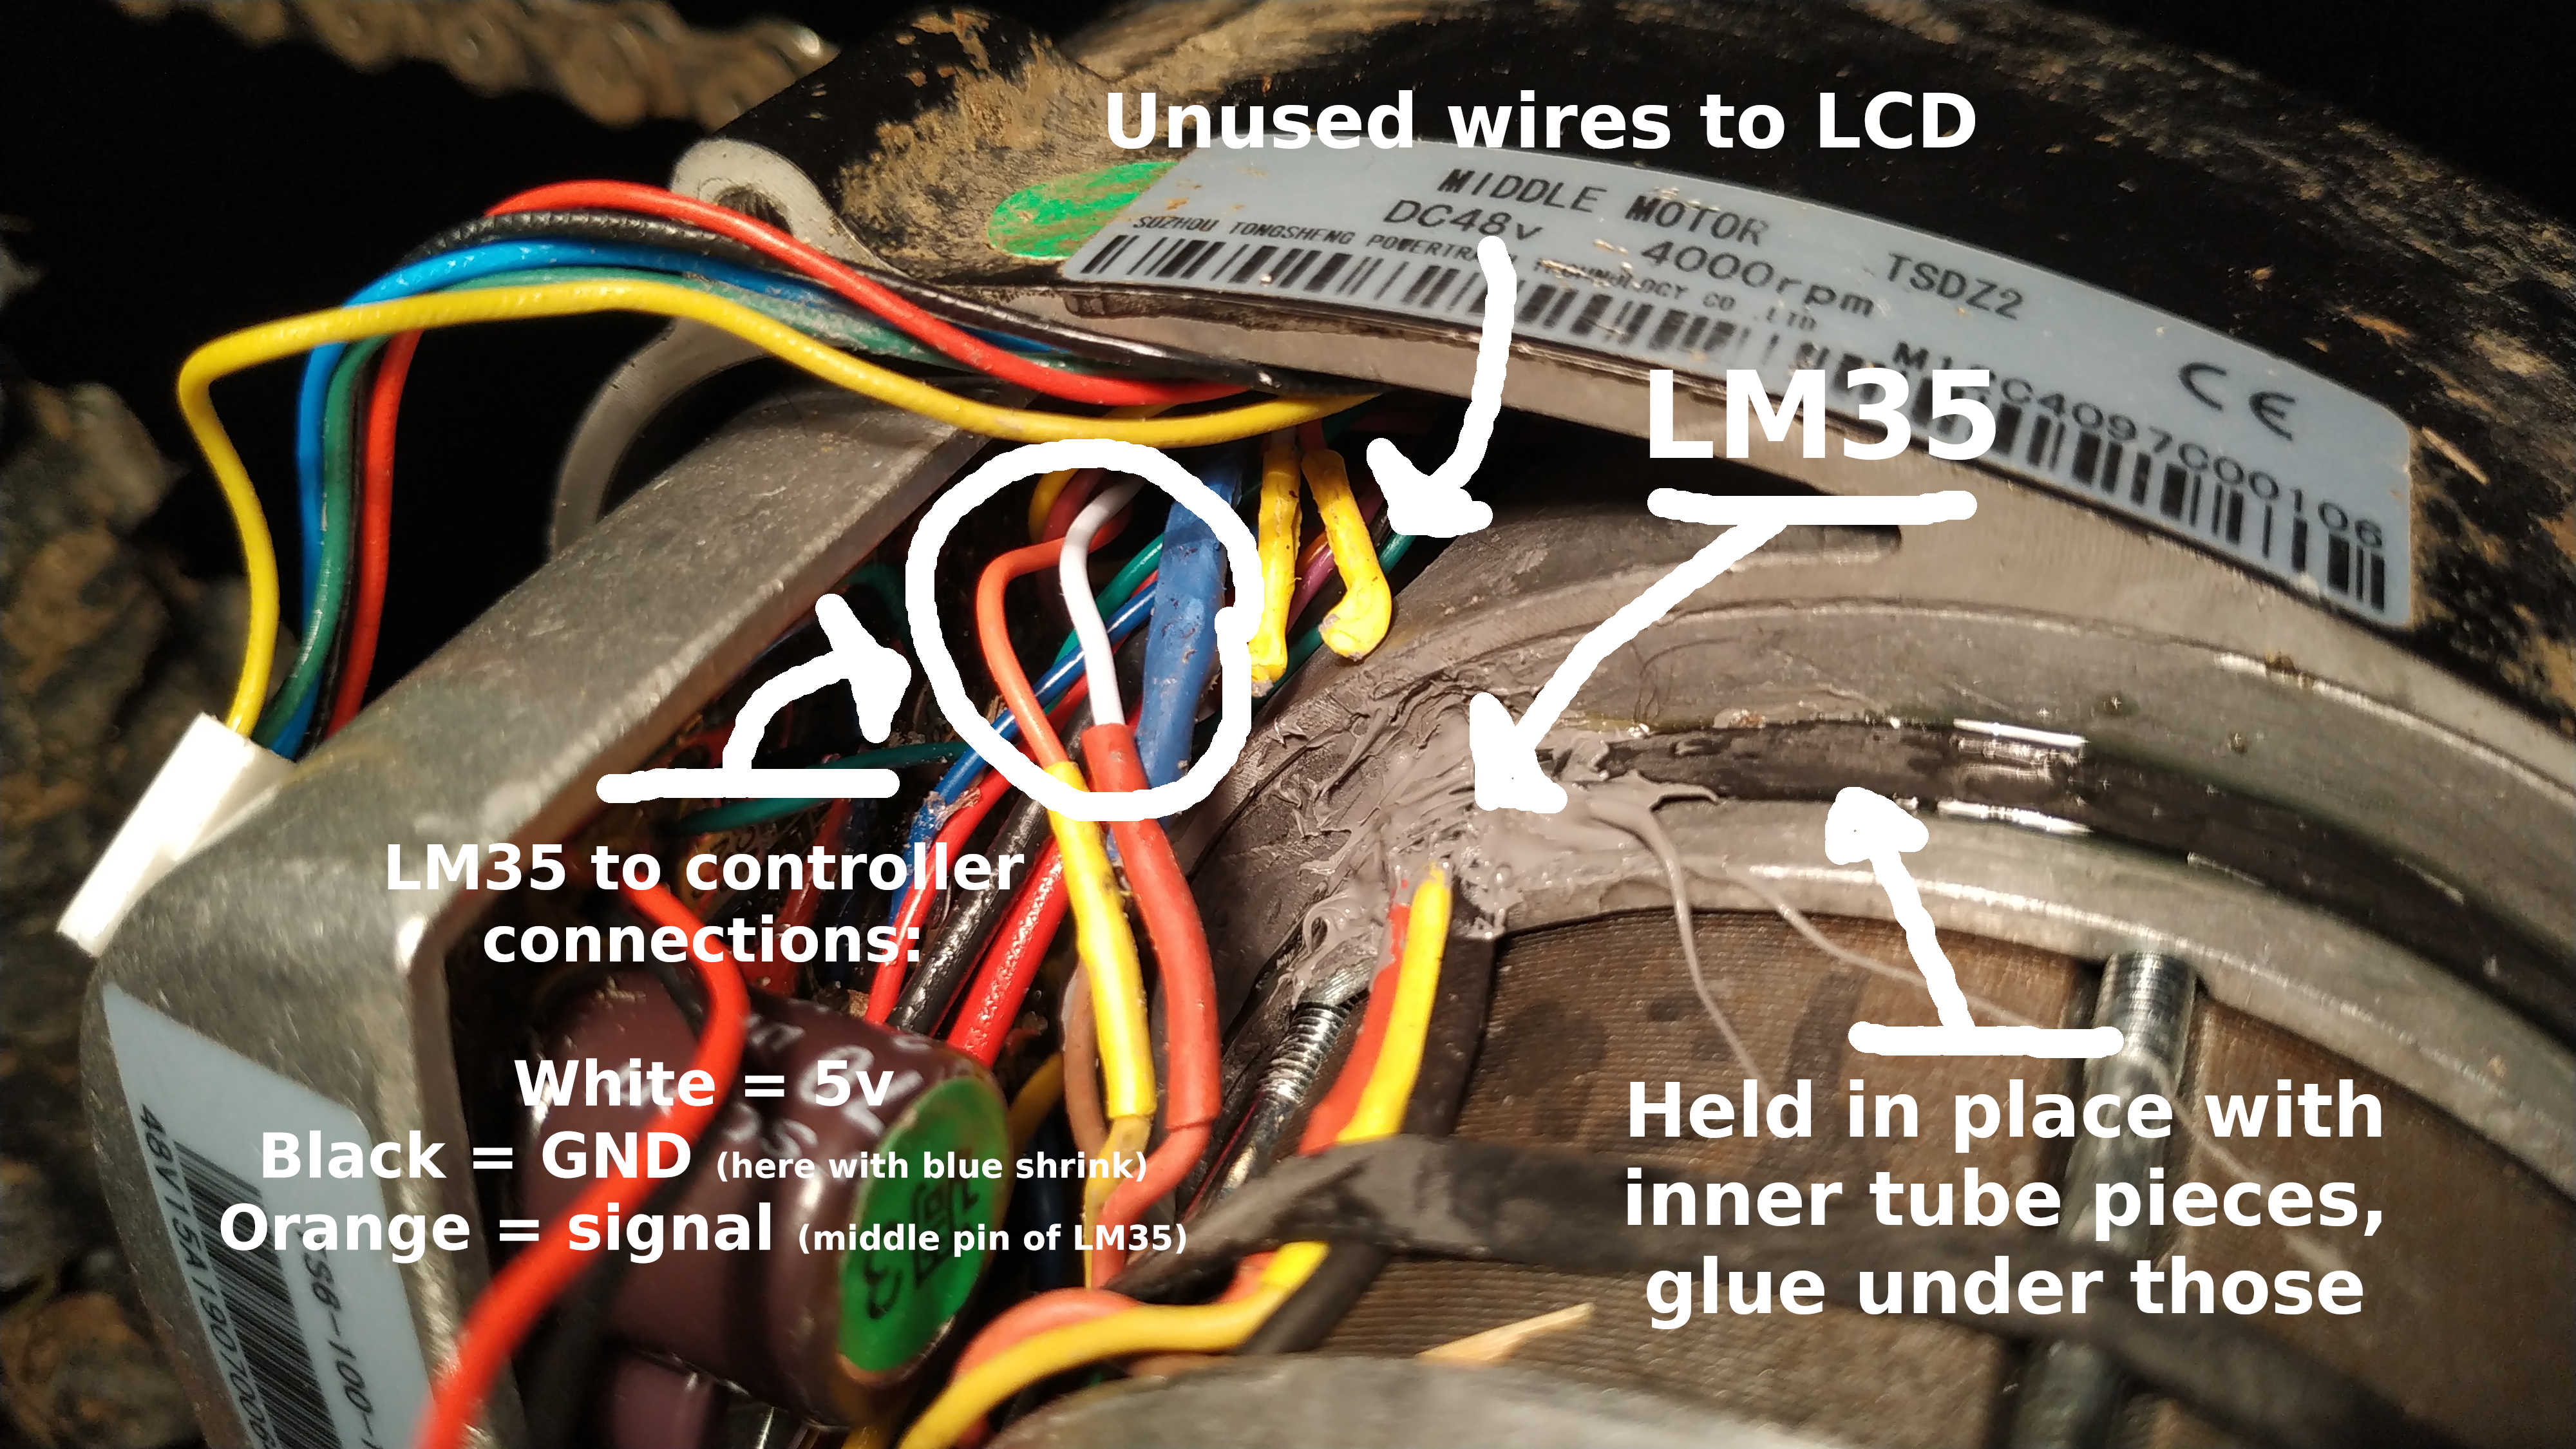 Unused wires to LCD
MIDDLE MOTOR
DC48v 4000rpm TSDZ2
SUZHOU TONGSHENG CO .,LTD
CE
LM35
LM35 to controller
connections:
White = 5v
Black = GND (here with blue shrink)
Orange = signal (middle pin of LM35)
Held in place with
inner tube pieces,
glue under those